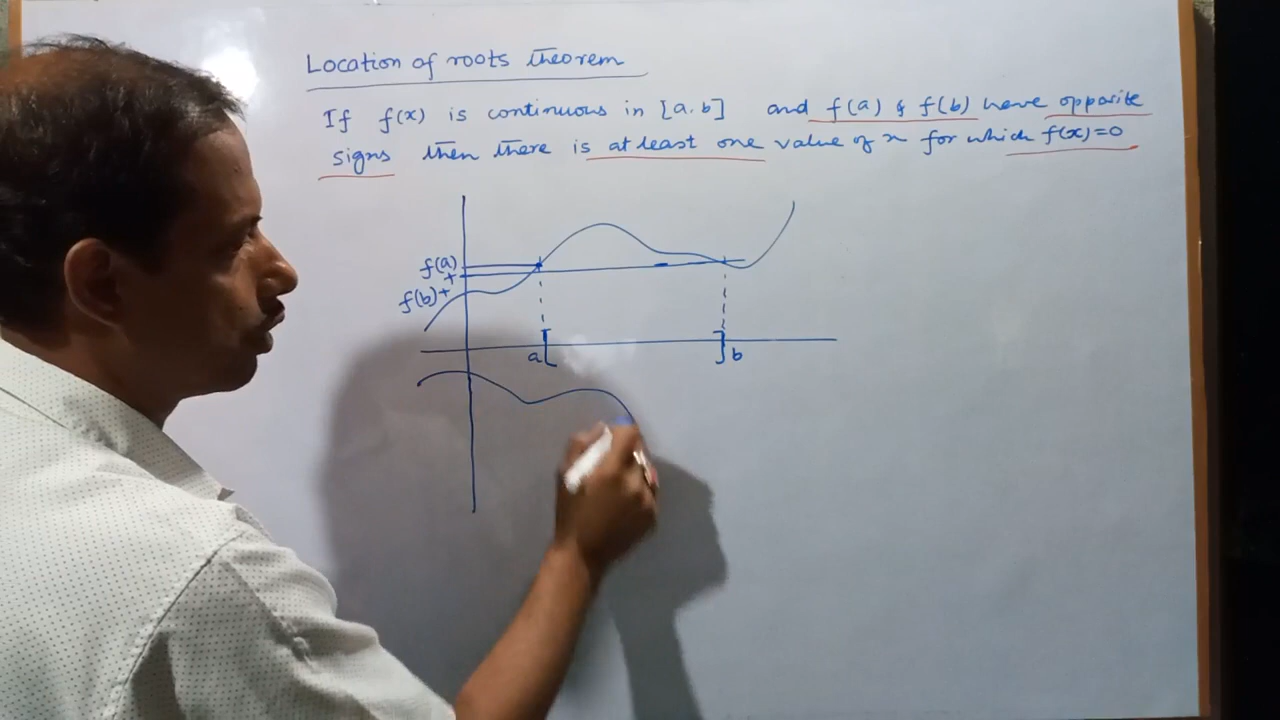 Location of roots theorem
If f(x) is continuous in [a.b] and f(a) & f(b) have opposite
signs then there is at least one value of x for which f(x)=0
f(a)
+
f(b)+
a
b